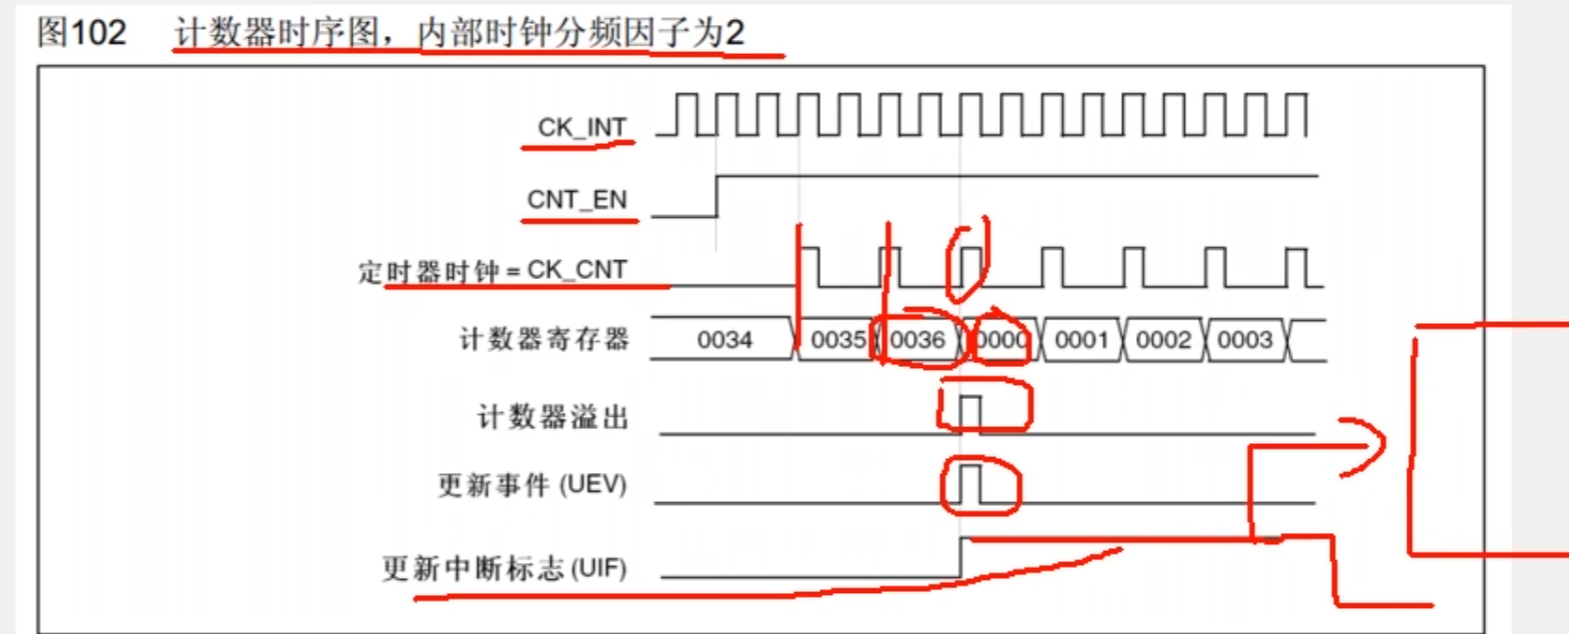 图102 计数器时序图，内部时钟分频因子为2
CK_INT
CNT_EN
定时器时钟 = CK_CNT
计数器寄存器 0034 0035 0036 0000 0001 0002 0003
计数器溢出
更新事件 (UEV)
更新中断标志 (UIF)